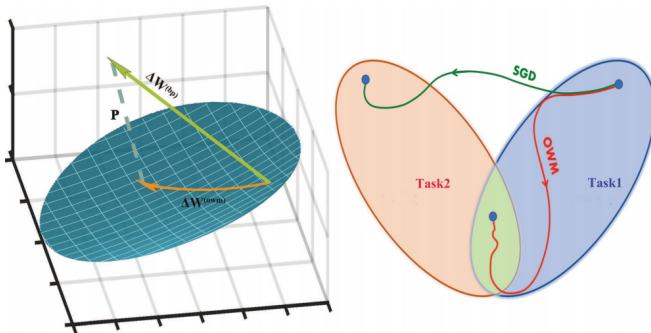 ΔW(bp)
P
ΔW(owm)
SGD
OWM
Task2
Task1